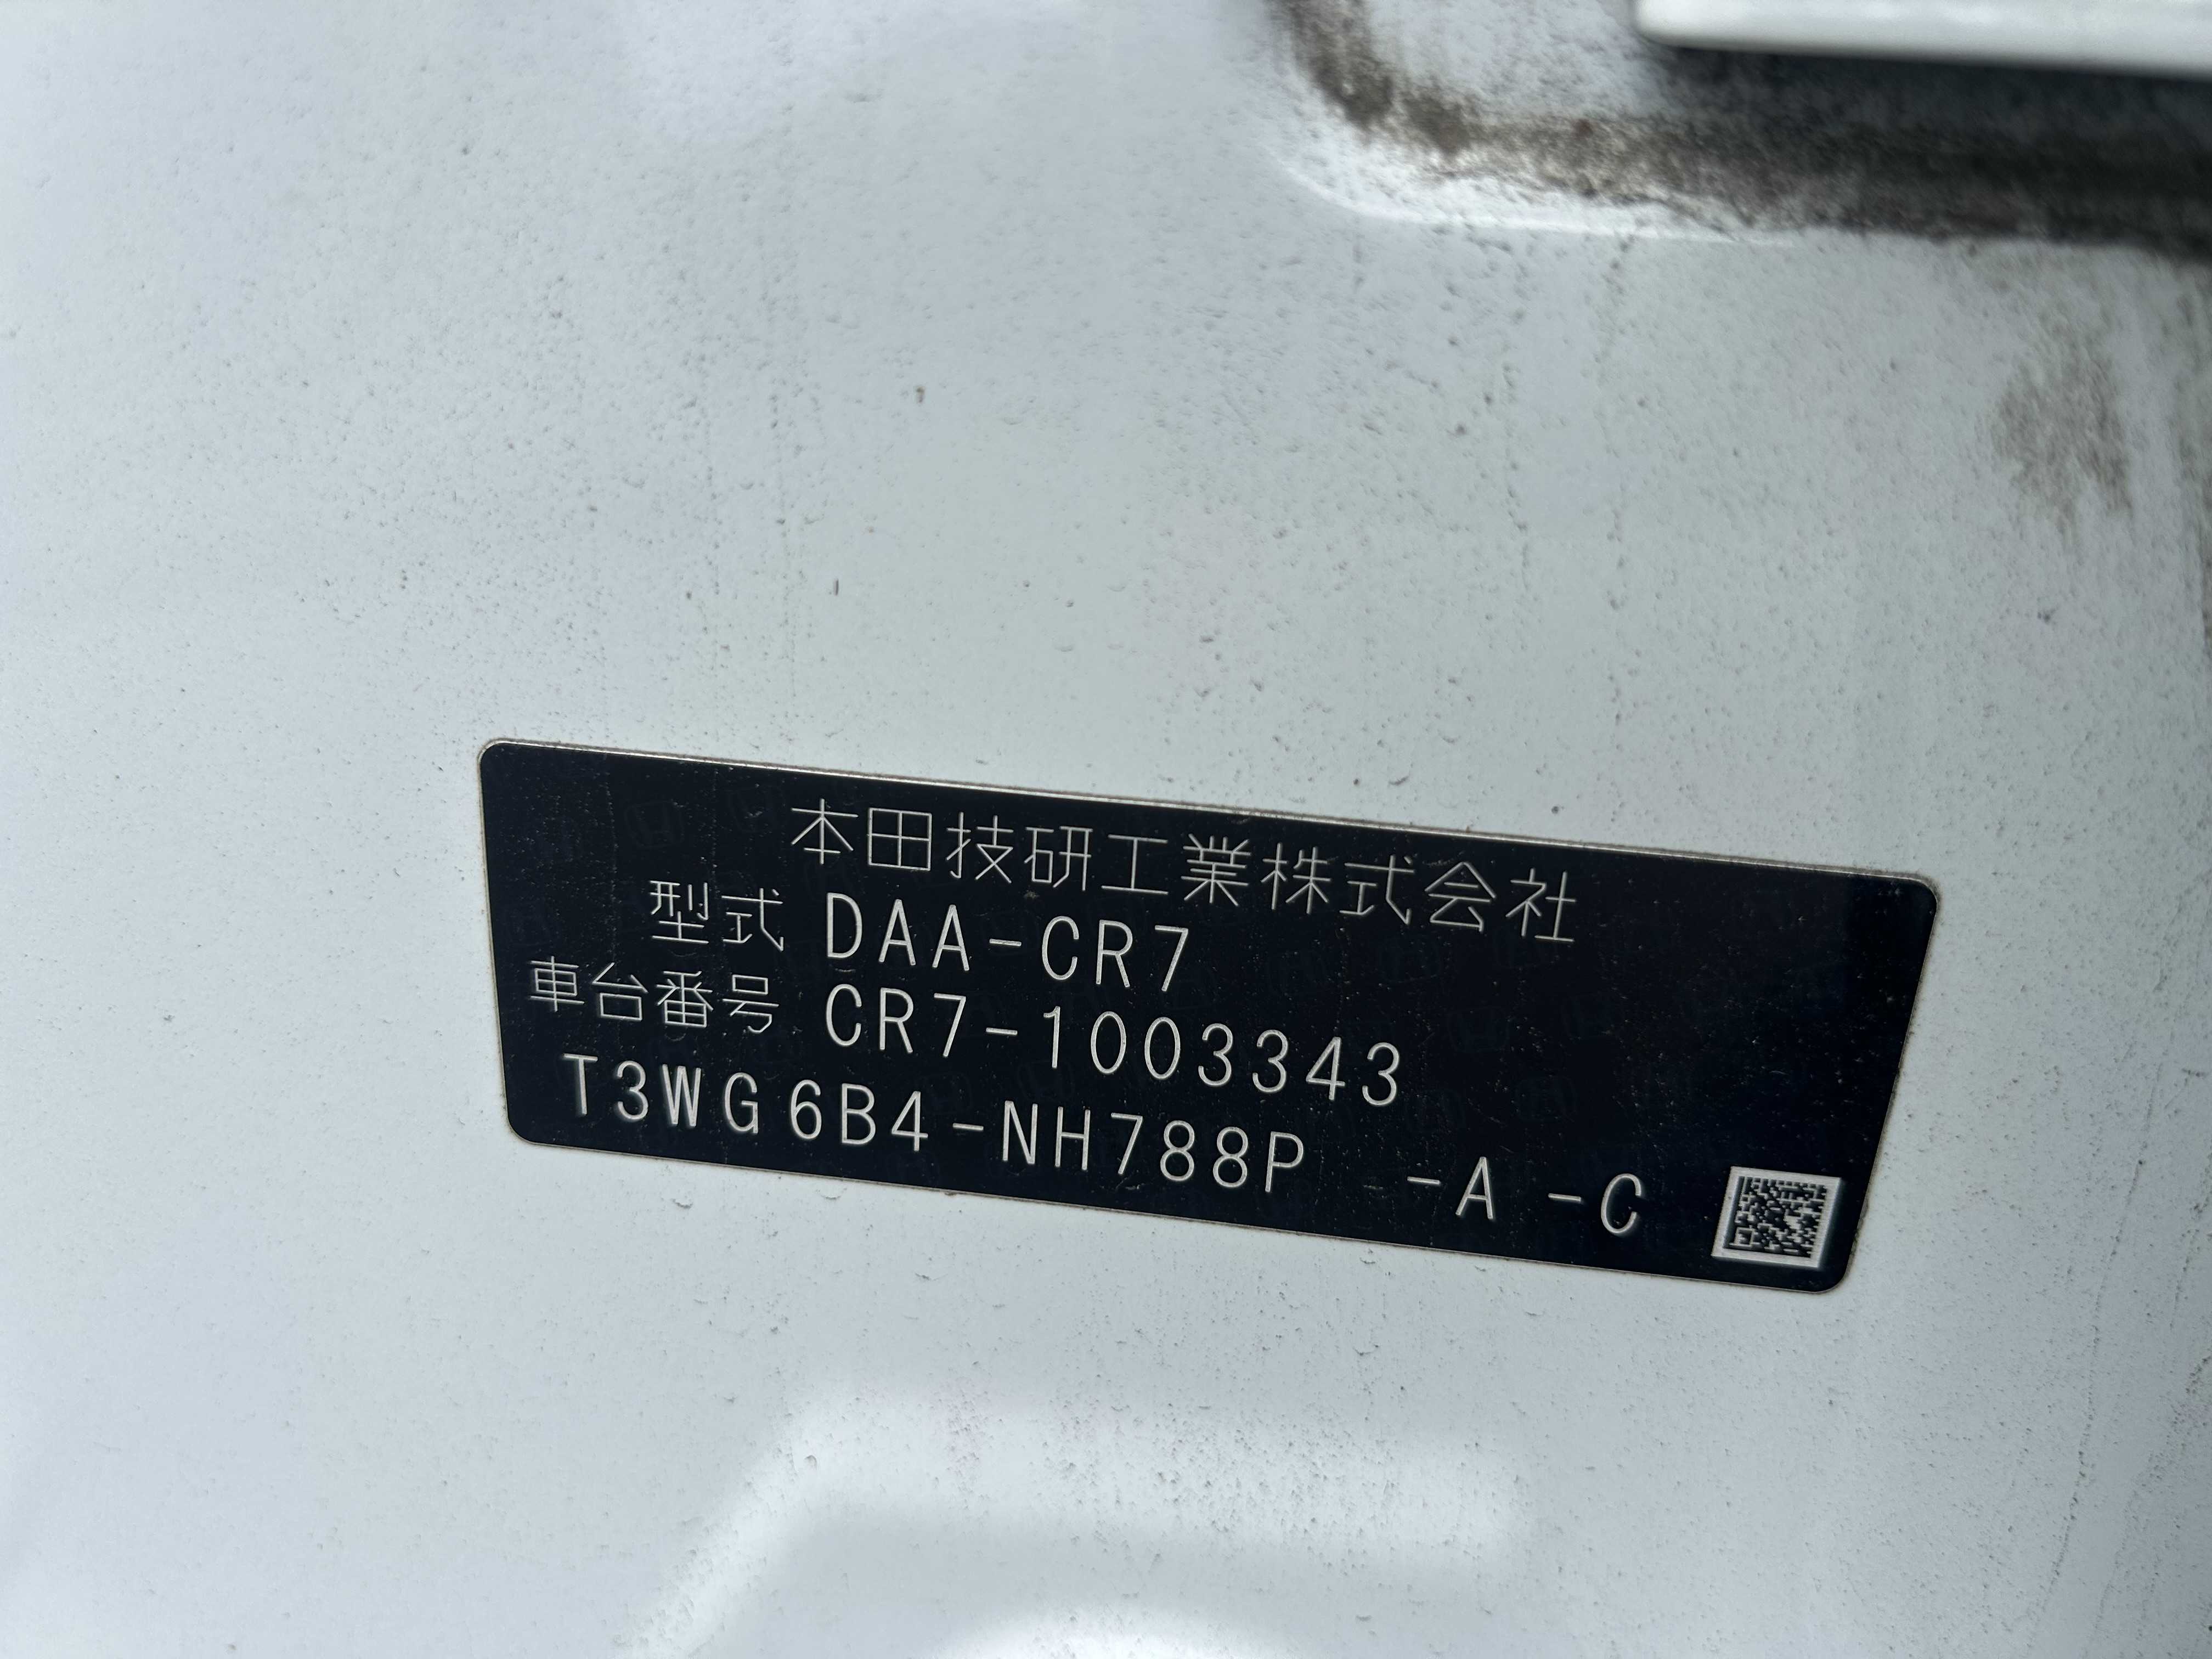 本田技研工業株式会社
型式 DAA-CR7
車台番号 CR7-1003343
T3WG6B4-NH788P -A -C